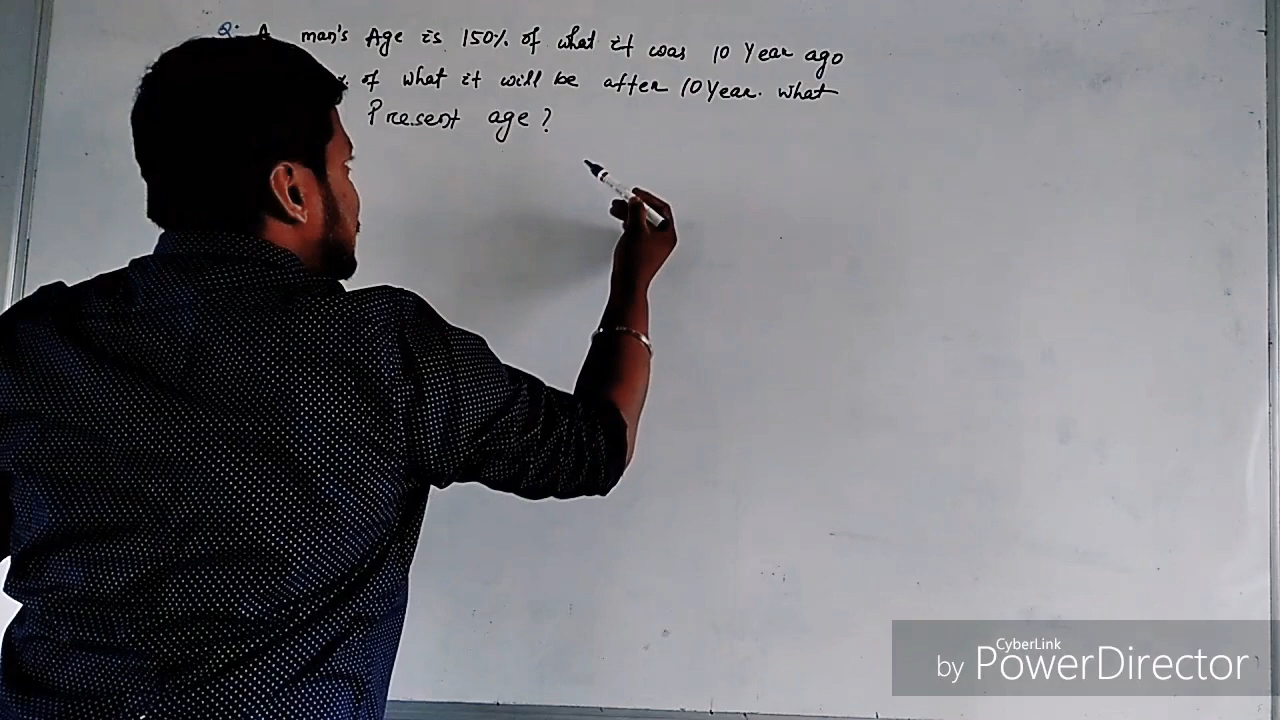 Q: A man's Age is 150% of what it was 10 Year ago
% of what it will be after 10 Year. What
Present age?
CyberLink
by PowerDirector